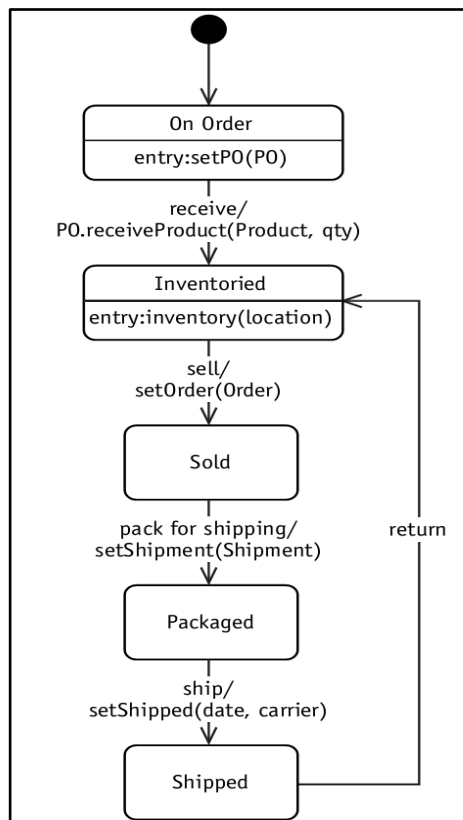 On Order
entry:setPO(PO)
receive/
PO.receiveProduct(Product, qty)
Inventoried
entry:inventory(location)
sell/
setOrder(Order)
Sold
pack for shipping/
setShipment(Shipment)
return
Packaged
ship/
setShipped(date, carrier)
Shipped